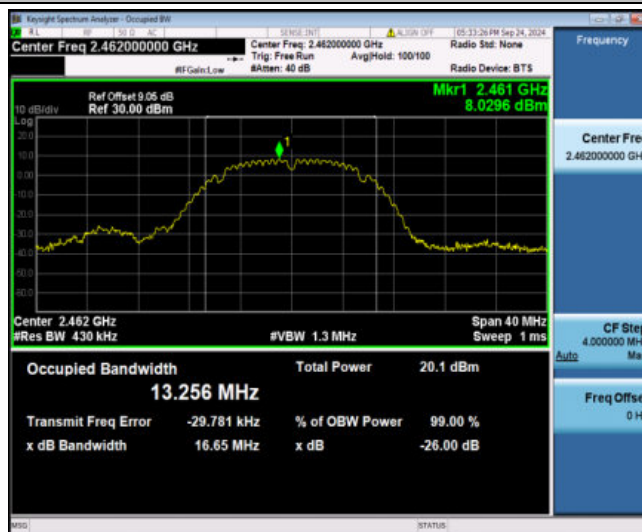 Keysight Spectrum Analyzer - Occupied BW
RL RF 50 Ω AC SENSE:INT ALIGN OFF 05:33:26 PM Sep 24, 2024
Center Freq 2.462000000 GHz
Center Freq: 2.462000000 GHz
Radio Std: None
Trig: Free Run Avg|Hold: 100/100
#IFGain:Low #Atten: 40 dB Radio Device: BTS
Frequency
Ref Offset 9.05 dB
Mkr1 2.461 GHz
10 dB/div Ref 30.00 dBm 8.0296 dBm
Log
20.0
10.0
0.00
-10.0
-20.0
-30.0
-40.0
-50.0
-60.0
1
Center 2.462 GHz Span 40 MHz
#Res BW 430 kHz #VBW 1.3 MHz Sweep 1 ms
Occupied Bandwidth Total Power 20.1 dBm
13.256 MHz
Transmit Freq Error -29.781 kHz % of OBW Power 99.00 %
x dB Bandwidth 16.65 MHz x dB -26.00 dB
Center Fre
2.462000000 GH
CF Step
4.000000 MH
Auto Ma
Freq Offse
0 H
MSG STATUS